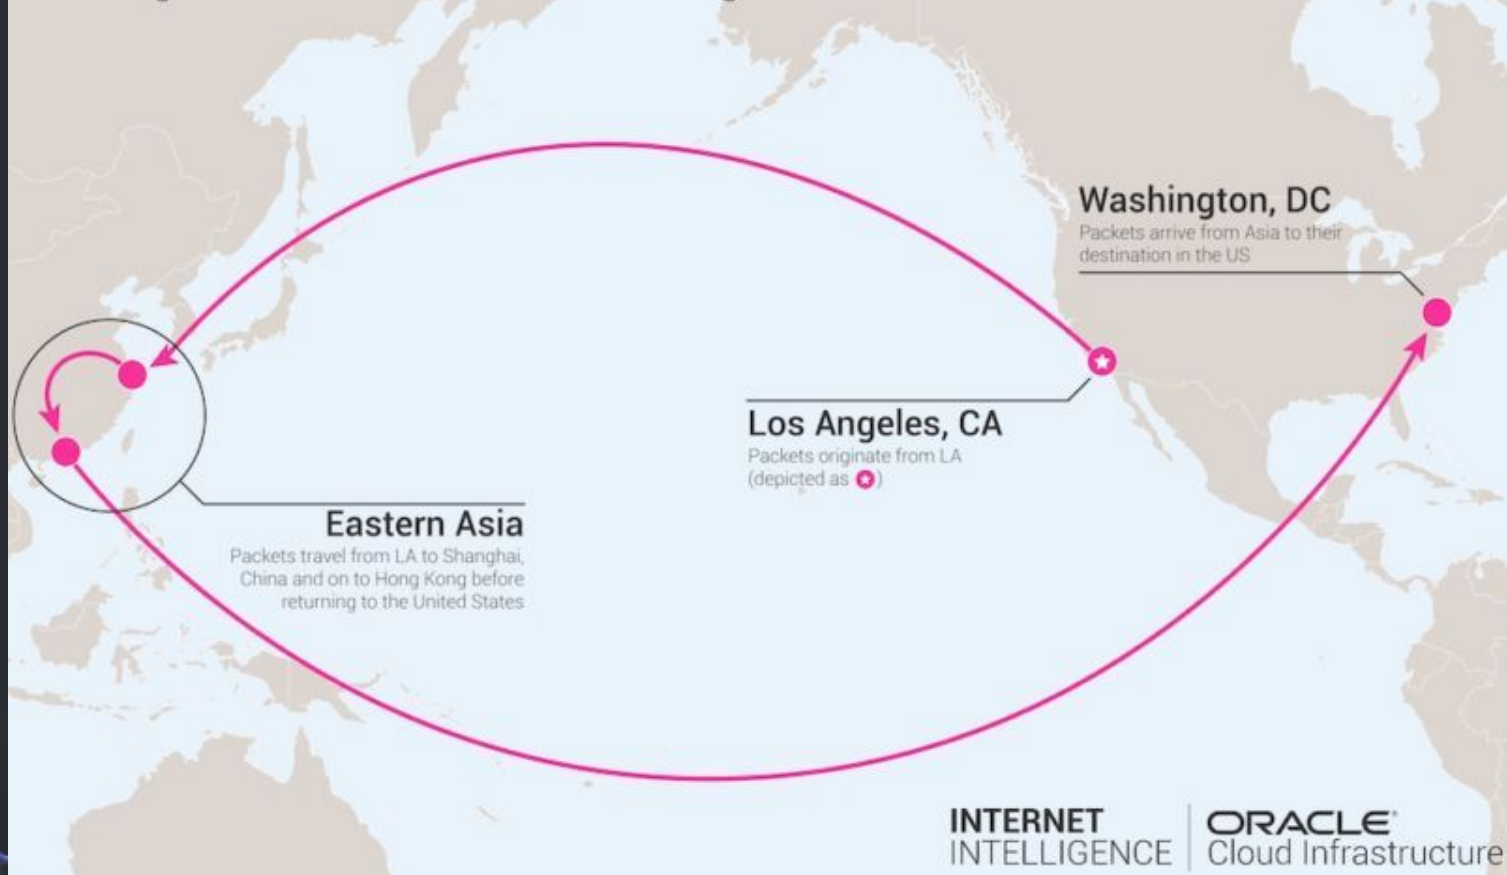 Washington, DC
Packets arrive from Asia to their
destination in the US
Los Angeles, CA
Packets originate from LA
(depicted as ★)
Eastern Asia
Packets travel from LA to Shanghai,
China and on to Hong Kong before
returning to the United States
INTERNET
INTELLIGENCE
ORACLE
Cloud Infrastructure